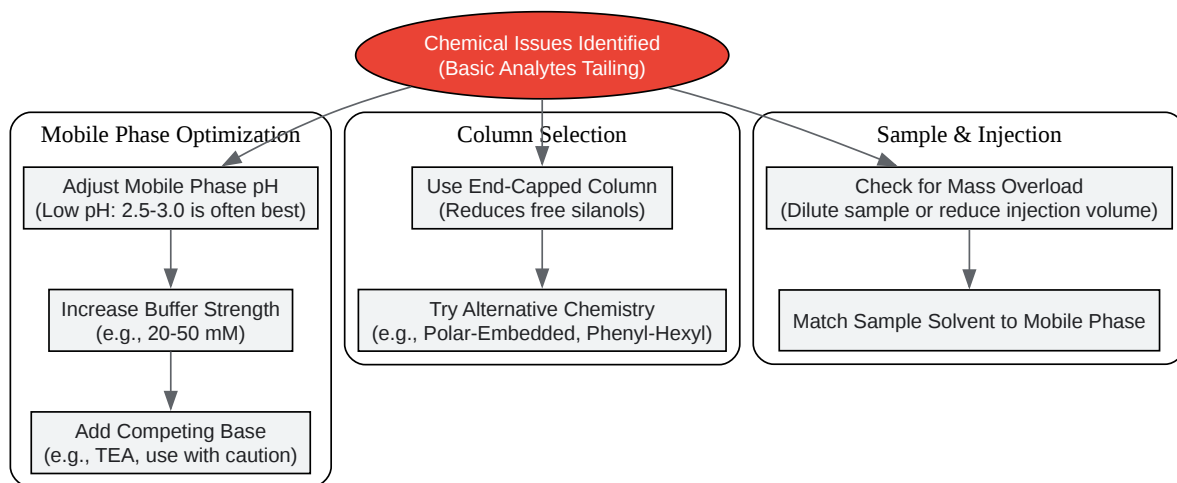 Chemical Issues Identified
(Basic Analytes Tailing)
Mobile Phase Optimization
Adjust Mobile Phase pH
(Low pH: 2.5-3.0 is often best)
Increase Buffer Strength
(e.g., 20-50 mM)
Add Competing Base
(e.g., TEA, use with caution)
Column Selection
Use End-Capped Column
(Reduces free silanols)
Try Alternative Chemistry
(e.g., Polar-Embedded, Phenyl-Hexyl)
Sample & Injection
Check for Mass Overload
(Dilute sample or reduce injection volume)
Match Sample Solvent to Mobile Phase